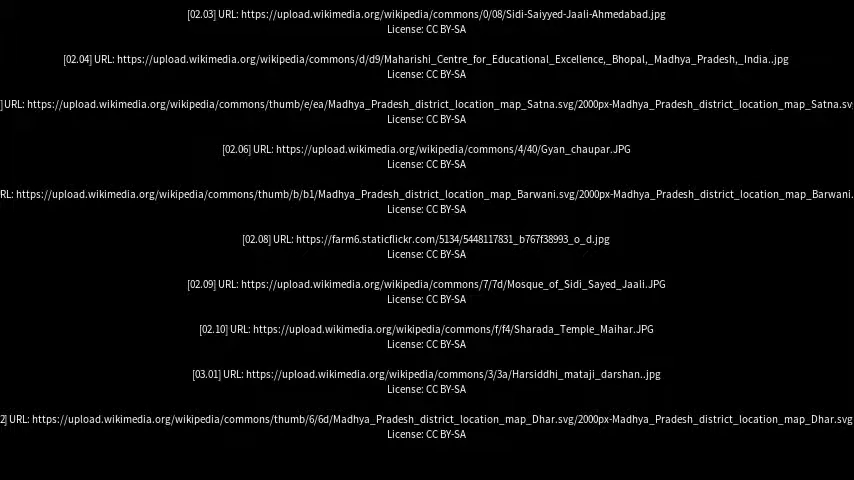 [02.03] URL: https://upload.wikimedia.org/wikipedia/commons/0/08/Sidi-Saiyyed-Jaali-Ahmedabad.jpg
License: CC BY-SA
[02.04] URL: https://upload.wikimedia.org/wikipedia/commons/d/d9/Maharishi_Centre_for_Educational_Excellence,_Bhopal,_Madhya_Pradesh,_India..jpg
License: CC BY-SA
] URL: https://upload.wikimedia.org/wikipedia/commons/thumb/e/ea/Madhya_Pradesh_district_location_map_Satna.svg/2000px-Madhya_Pradesh_district_location_map_Satna.sv
License: CC BY-SA
[02.06] URL: https://upload.wikimedia.org/wikipedia/commons/4/40/Gyan_chaupar.JPG
License: CC BY-SA
RL: https://upload.wikimedia.org/wikipedia/commons/thumb/b/b1/Madhya_Pradesh_district_location_map_Barwani.svg/2000px-Madhya_Pradesh_district_location_map_Barwani.
License: CC BY-SA
[02.08] URL: https://farm6.staticflickr.com/5134/5448117831_b767f38993_o_d.jpg
License: CC BY-SA
[02.09] URL: https://upload.wikimedia.org/wikipedia/commons/7/7d/Mosque_of_Sidi_Sayed_Jaali.JPG
License: CC BY-SA
[02.10] URL: https://upload.wikimedia.org/wikipedia/commons/f/f4/Sharada_Temple_Maihar.JPG
License: CC BY-SA
[03.01] URL: https://upload.wikimedia.org/wikipedia/commons/3/3a/Harsiddhi_mataji_darshan..jpg
License: CC BY-SA
2] URL: https://upload.wikimedia.org/wikipedia/commons/thumb/6/6d/Madhya_Pradesh_district_location_map_Dhar.svg/2000px-Madhya_Pradesh_district_location_map_Dhar.svg
License: CC BY-SA